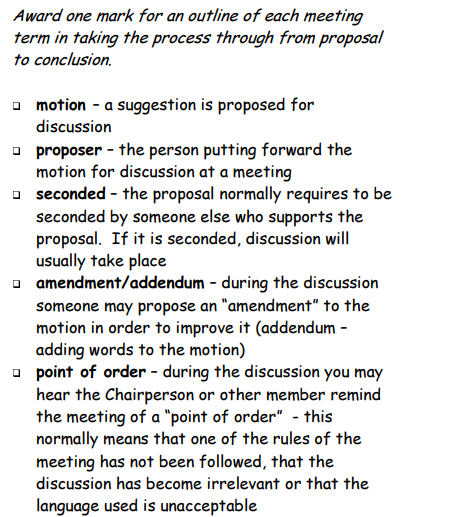 Award one mark for an outline of each meeting
term in taking the process through from proposal
to conclusion.
❑ motion – a suggestion is proposed for
discussion
❑ proposer – the person putting forward the
motion for discussion at a meeting
❑ seconded – the proposal normally requires to be
seconded by someone else who supports the
proposal.  If it is seconded, discussion will
usually take place
❑ amendment/addendum – during the discussion
someone may propose an “amendment” to the
motion in order to improve it (addendum –
adding words to the motion)
❑ point of order – during the discussion you may
hear the Chairperson or other member remind
the meeting of a “point of order”  - this
normally means that one of the rules of the
meeting has not been followed, that the
discussion has become irrelevant or that the
language used is unacceptable